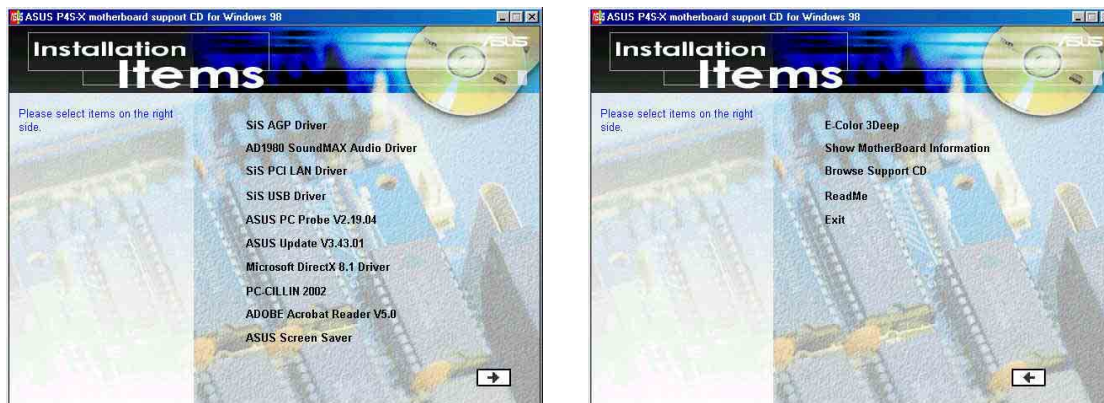 ASUS P4S-X motherboard support CD for Windows 98
Installation
Items
ASUS
Please select items on the right
side.
SiS AGP Driver
AD1980 SoundMAX Audio Driver
SiS PCI LAN Driver
SiS USB Driver
ASUS PC Probe V2.19.04
ASUS Update V3.43.01
Microsoft DirectX 8.1 Driver
PC-CILLIN 2002
ADOBE Acrobat Reader V5.0
ASUS Screen Saver
ASUS P4S-X motherboard support CD for Windows 98
Installation
Items
ASUS
Please select items on the right
side.
E-Color 3Deep
Show MotherBoard Information
Browse Support CD
ReadMe
Exit